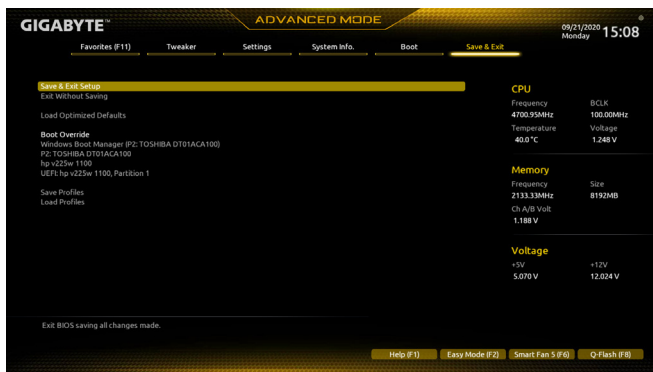 GIGABYTE™
ADVANCED MODE
09/21/2020 Monday 15:08
Favorites (F11) Tweaker Settings System Info. Boot Save & Exit
Save & Exit Setup
Exit Without Saving
Load Optimized Defaults
Boot Override
Windows Boot Manager (P2: TOSHIBA DT01ACA100)
P2: TOSHIBA DT01ACA100
hp v225w 1100
UEFI: hp v225w 1100, Partition 1
Save Profiles
Load Profiles
CPU
Frequency BCLK
4700.95MHz 100.00MHz
Temperature Voltage
40.0 °C 1.248 V
Memory
Frequency Size
2133.33MHz 8192MB
Ch A/B Volt
1.188 V
Voltage
+5V +12V
5.070 V 12.024 V
Exit BIOS saving all changes made.
Help (F1) Easy Mode (F2) Smart Fan 5 (F6) Q-Flash (F8)